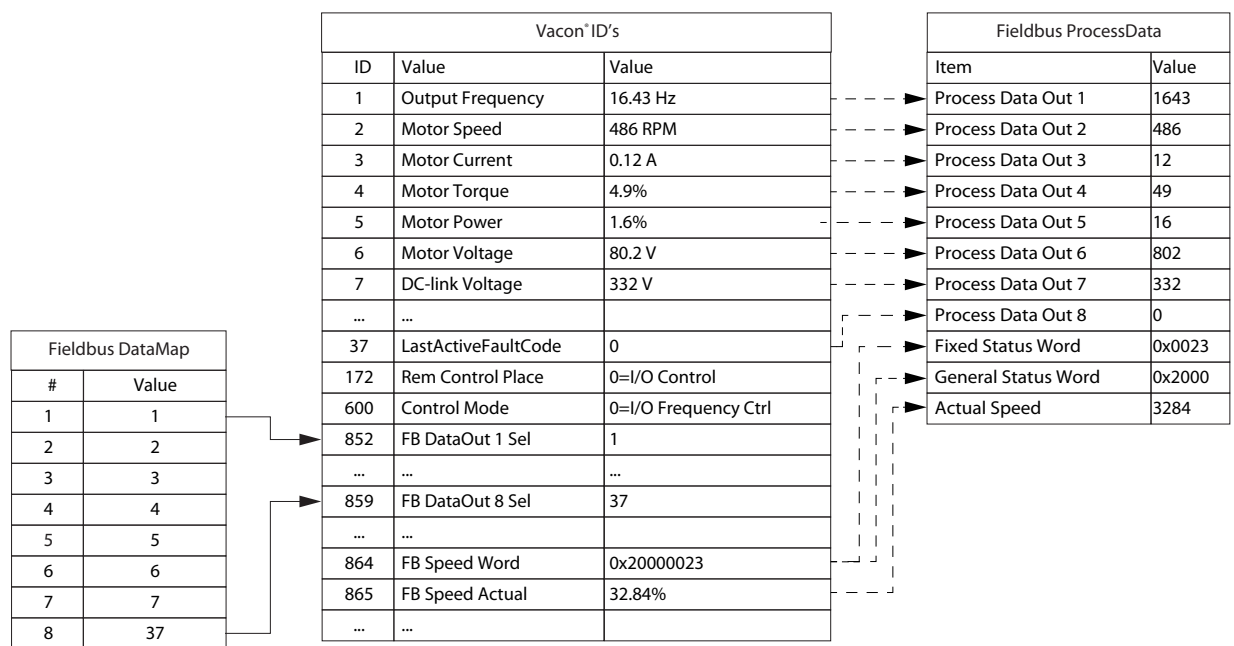 Vacon® ID's
ID Value Value
1 Output Frequency 16.43 Hz
2 Motor Speed 486 RPM
3 Motor Current 0.12 A
4 Motor Torque 4.9%
5 Motor Power 1.6%
6 Motor Voltage 80.2 V
7 DC-link Voltage 332 V
... ...
37 LastActiveFaultCode 0
172 Rem Control Place 0=I/O Control
600 Control Mode 0=I/O Frequency Ctrl
852 FB DataOut 1 Sel 1
... ... ...
859 FB DataOut 8 Sel 37
... ...
864 FB Speed Word 0x20000023
865 FB Speed Actual 32.84%
... ...
Fieldbus ProcessData
Item Value
Process Data Out 1 1643
Process Data Out 2 486
Process Data Out 3 12
Process Data Out 4 49
Process Data Out 5 16
Process Data Out 6 802
Process Data Out 7 332
Process Data Out 8 0
Fixed Status Word 0x0023
General Status Word 0x2000
Actual Speed 3284
Fieldbus DataMap
# Value
1 1
2 2
3 3
4 4
5 5
6 6
7 7
8 37